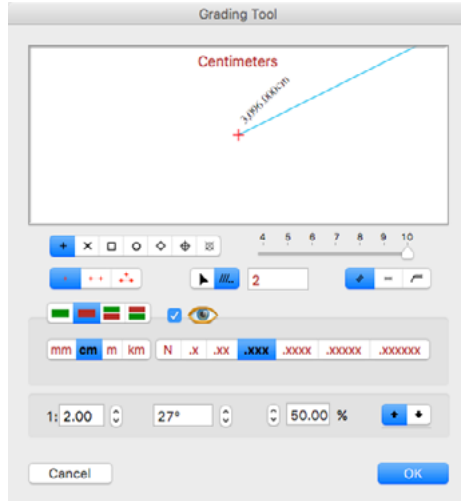 Grading Tool
Centimeters
3,096.000cm
4 5 6 7 8 9 10
2
mm cm m km N .x .xx .xxx .xxxx .xxxxx .xxxxxx
1: 2.00 27° 50.00 %
Cancel OK